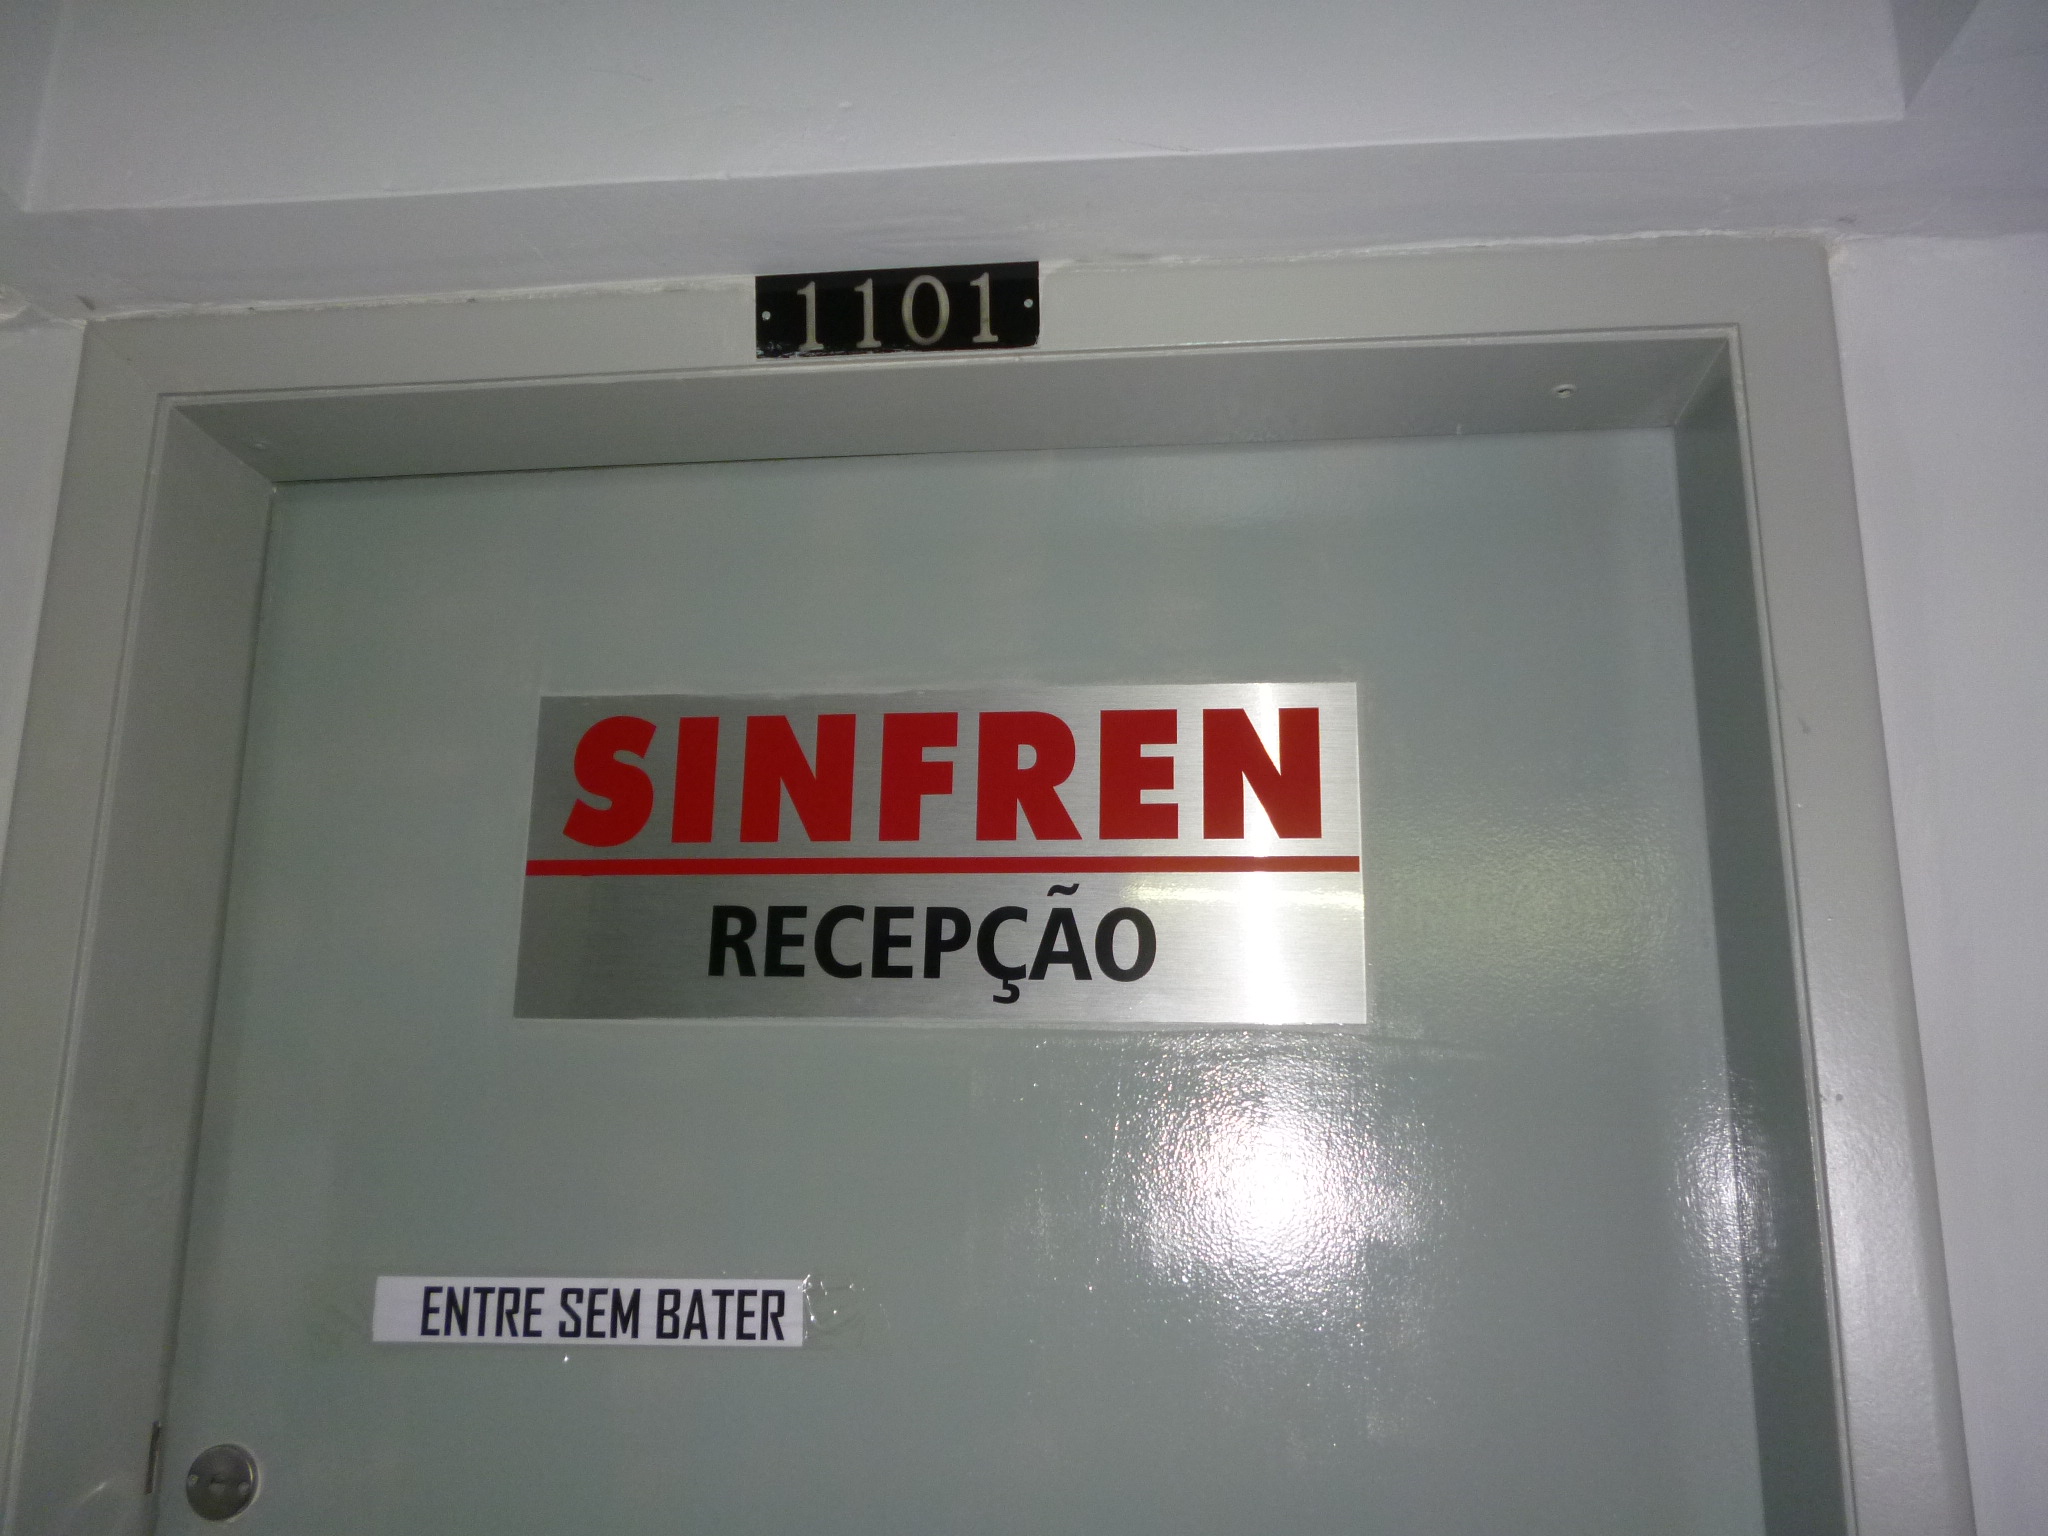 1101
SINFREN
RECEPÇÃO
ENTRE SEM BATER